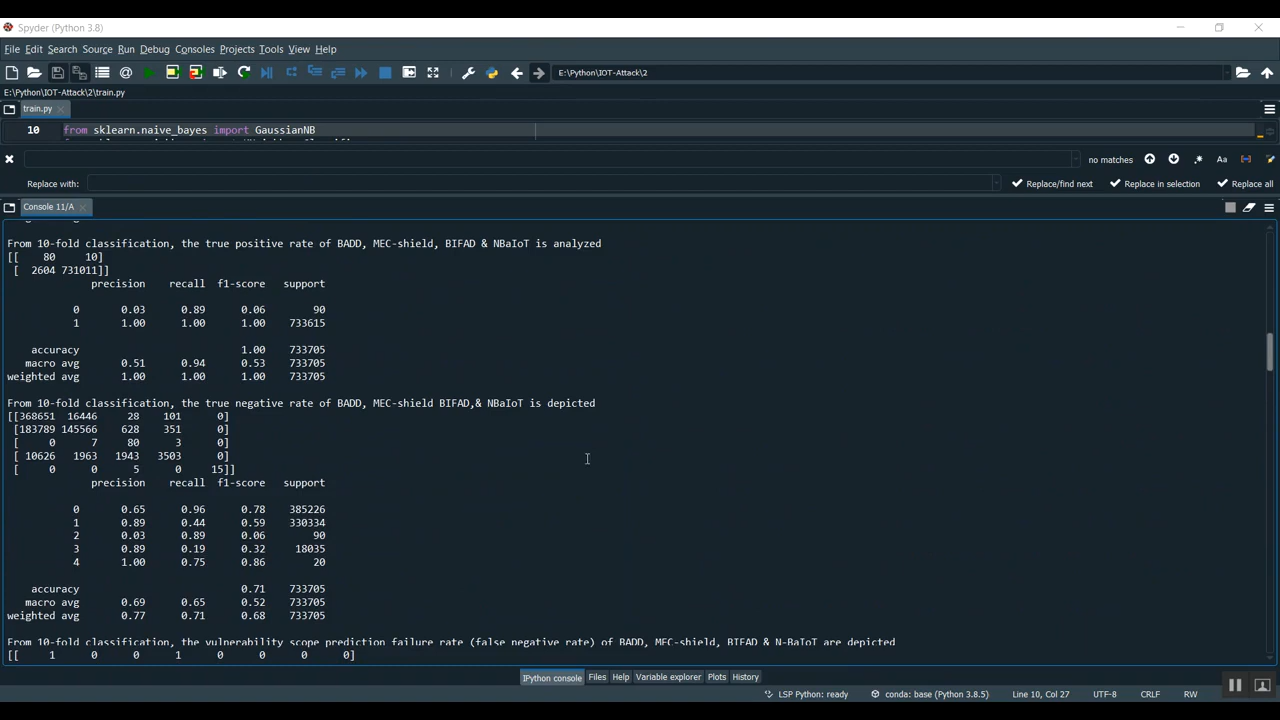 Spyder (Python 3.8)
File Edit Search Source Run Debug Consoles Projects Tools View Help
E:\Python\IOT-Attack\2
E:\Python\IOT-Attack\2\train.py
train.py
10 from sklearn.naive_bayes import GaussianNB
no matches
Aa
Replace with:
Replace/find next Replace in selection Replace all
Console 11/A
From 10-fold classification, the true positive rate of BADD, MEC-shield, BIFAD & NBaIoT is analyzed
[[ 80 10]
[ 2604 731011]]
precision recall f1-score support
0 0.03 0.89 0.06 90
1 1.00 1.00 1.00 733615
accuracy 1.00 733705
macro avg 0.51 0.94 0.53 733705
weighted avg 1.00 1.00 1.00 733705
From 10-fold classification, the true negative rate of BADD, MEC-shield BIFAD,& NBaIoT is depicted
[[368651 16446 28 101 0]
[183789 145566 628 351 0]
[ 0 7 80 3 0]
[ 10626 1963 1943 3503 0]
[ 0 0 5 0 15]]
precision recall f1-score support
0 0.65 0.96 0.78 385226
1 0.89 0.44 0.59 330334
2 0.03 0.89 0.06 90
3 0.89 0.19 0.32 18035
4 1.00 0.75 0.86 20
accuracy 0.71 733705
macro avg 0.69 0.65 0.52 733705
weighted avg 0.77 0.71 0.68 733705
From 10-fold classification, the vulnerability scope prediction failure rate (false negative rate) of BADD, MEC-shield, BIFAD & N-BaIoT are depicted
[[ 1 0 0 1 0 0 0 0]
IPython console Files Help Variable explorer Plots History
LSP Python: ready conda: base (Python 3.8.5) Line 10, Col 27 UTF-8 CRLF RW